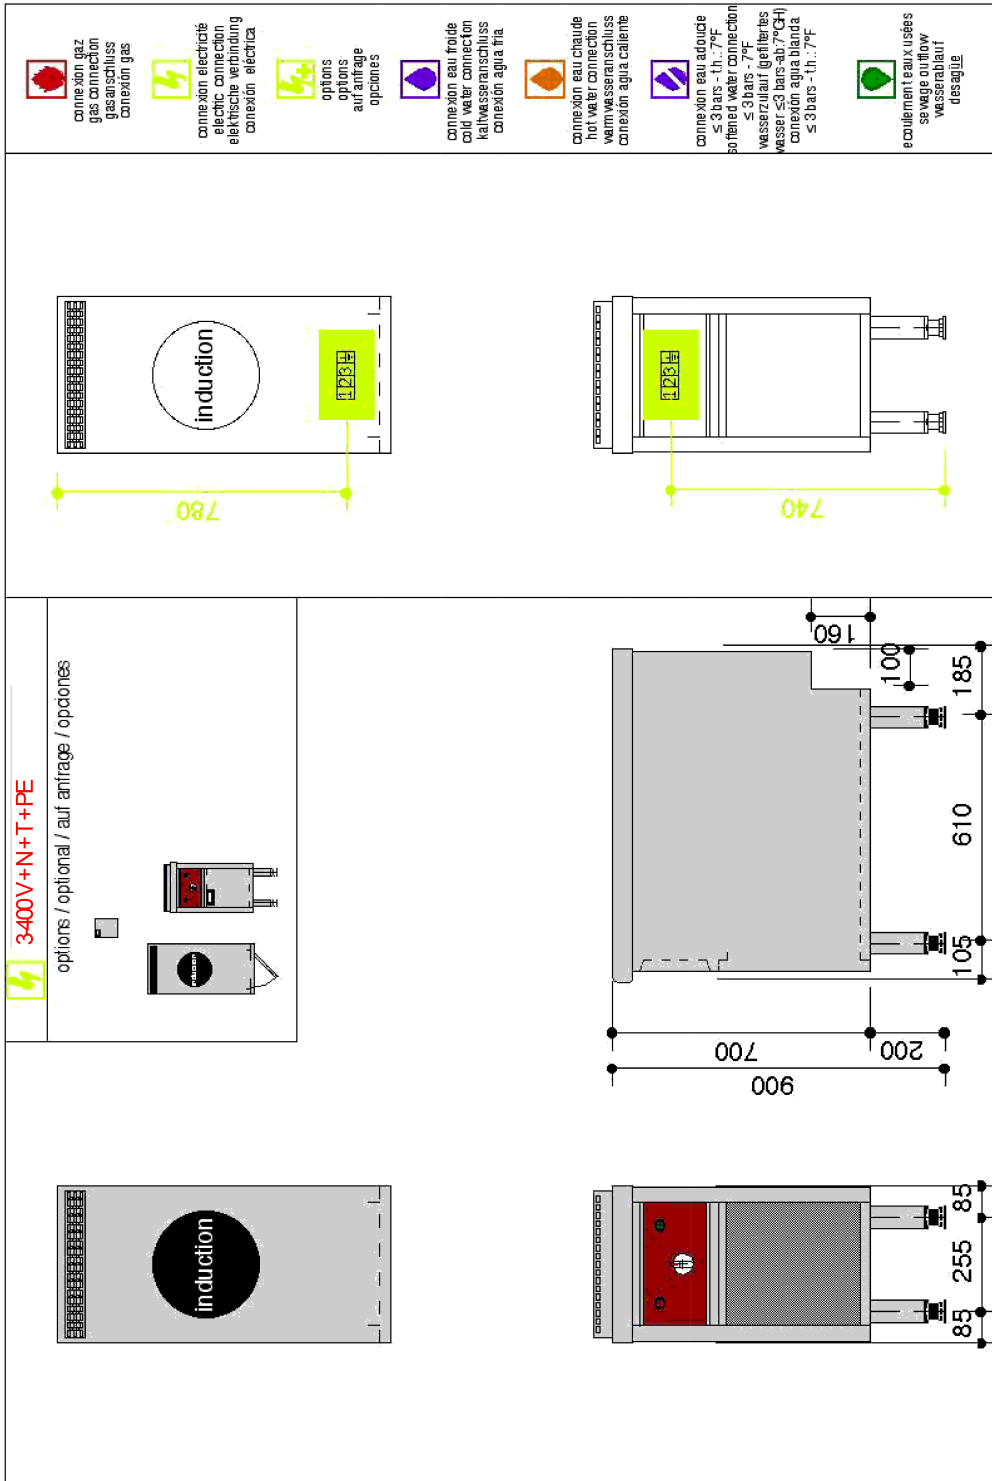 connexion gaz
gas connection
gasanschluss
conexión gas
connexion electricité
electric connection
elektrische verbindung
conexión eléctrica
options
options
auf anfrage
opciones
connexion eau froide
cold water connection
kaltwasseranschluss
conexión agua fria
connexion eau chaude
hot water connection
warmwasseranschluss
conexión agua caliente
connexion eau adoucie
≤ 3 bars - t.h.: 7°F
softened water connection
≤ 3 bars - 7°F
wasserzulauf (gefiltertes
wasser ≤3 bars-ab:7°GH)
conexión agua blanda
≤ 3 bars - t.h.: 7°F
ecoulement eaux usées
sewage outflow
wasserablauf
desagüe
induction
123
780
123
740
3400V+N+T+PE
options / optional / auf anfrage / opciones
160
100
185
610
105
700
200
900
induction
85
255
85